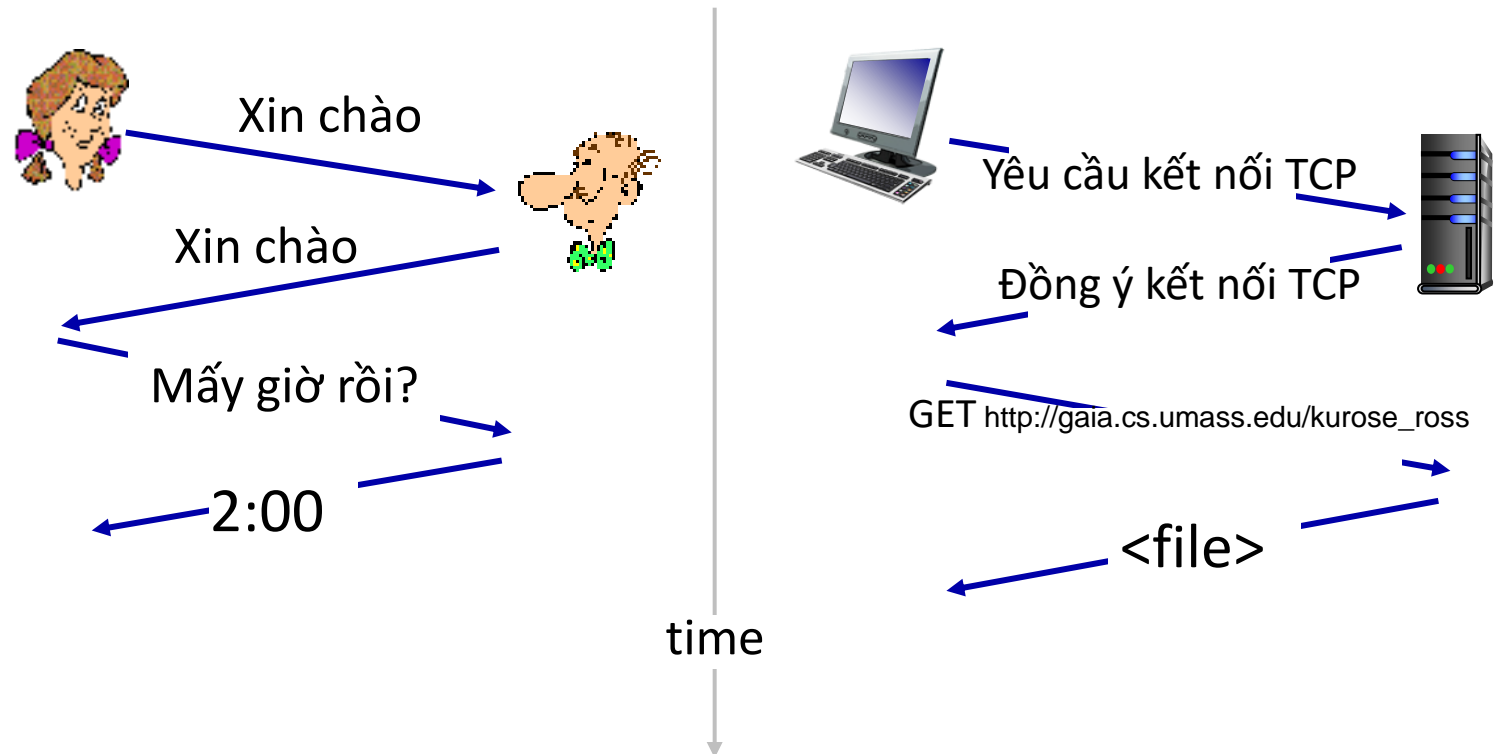 Xin chào
Xin chào
Mấy giờ rồi?
2:00
Yêu cầu kết nối TCP
Đồng ý kết nối TCP
GET http://gaia.cs.umass.edu/kurose_ross
<file>
time